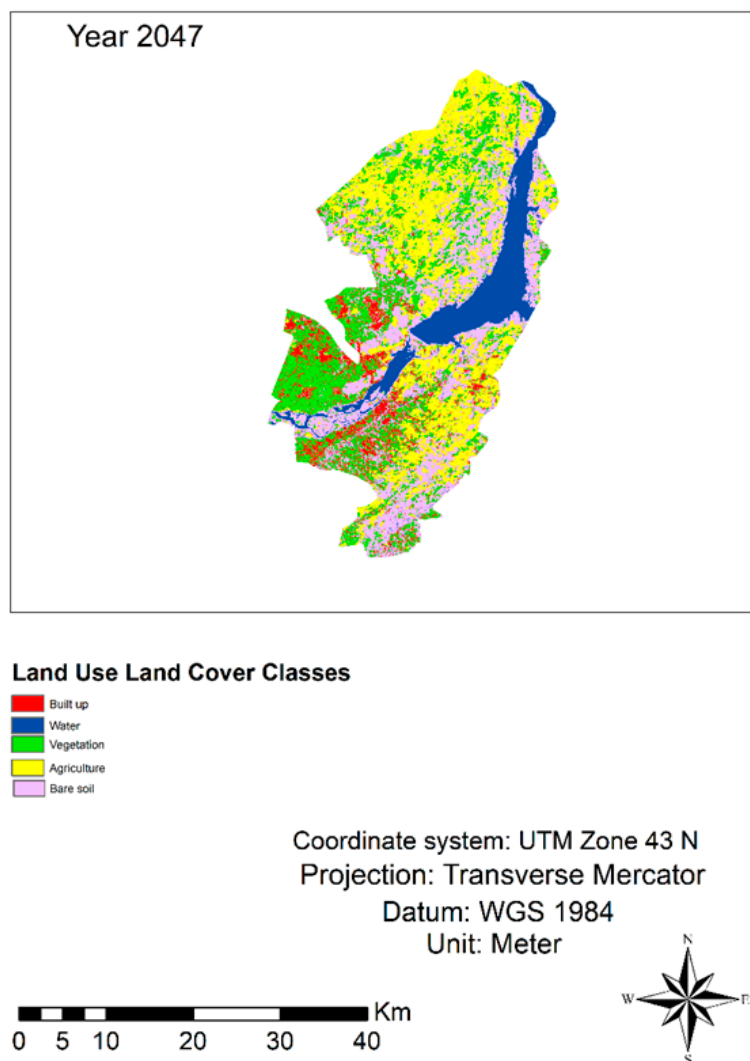 Year 2047
Land Use Land Cover Classes
Built up
Water
Vegetation
Agriculture
Bare soil
Coordinate system: UTM Zone 43 N
Projection: Transverse Mercator
Datum: WGS 1984
Unit: Meter
N
W E
S
Km
0 5 10 20 30 40